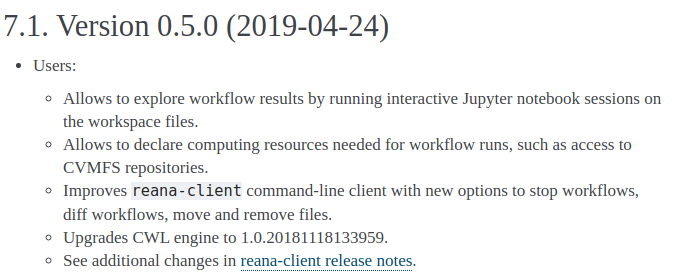 7.1. Version 0.5.0 (2019-04-24)
• Users:
◦ Allows to explore workflow results by running interactive Jupyter notebook sessions on
the workspace files.
◦ Allows to declare computing resources needed for workflow runs, such as access to
CVMFS repositories.
◦ Improves reana-client command-line client with new options to stop workflows,
diff workflows, move and remove files.
◦ Upgrades CWL engine to 1.0.20181118133959.
◦ See additional changes in reana-client release notes.